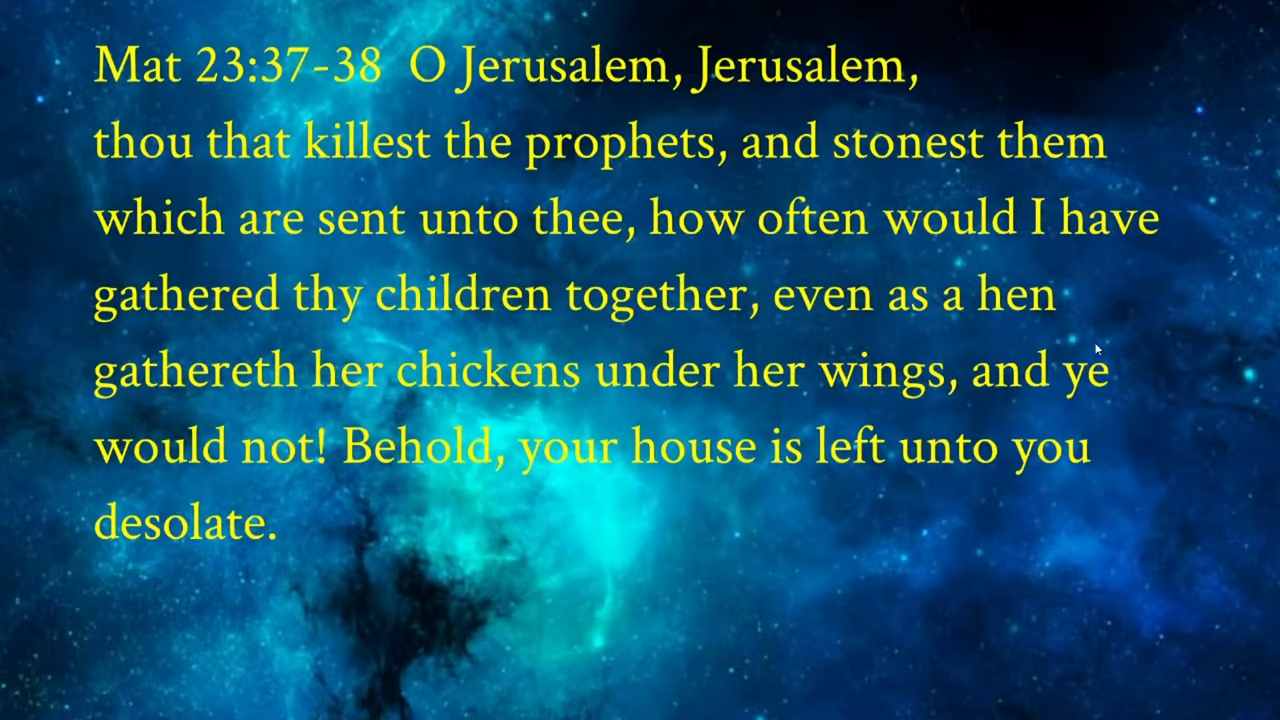 Mat 23:37-38  O Jerusalem, Jerusalem,
thou that killest the prophets, and stonest them
which are sent unto thee, how often would I have
gathered thy children together, even as a hen
gathereth her chickens under her wings, and ye
would not! Behold, your house is left unto you
desolate.